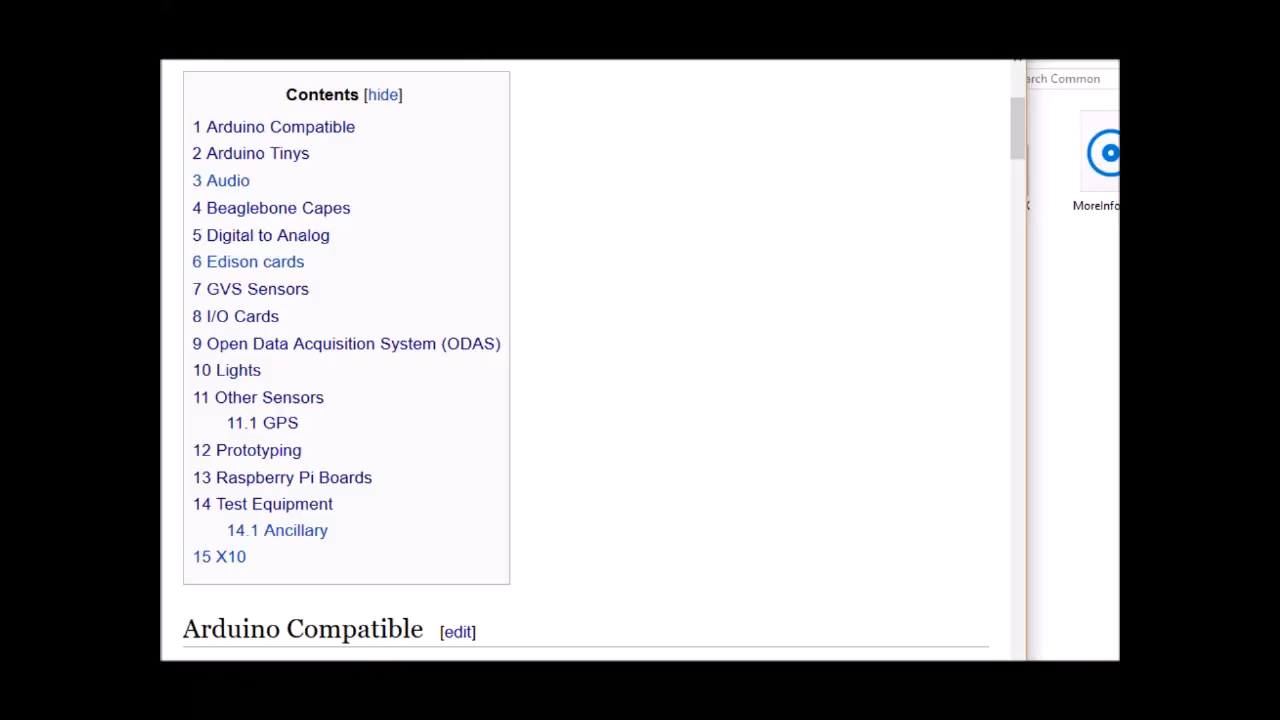 Contents [hide]
1 Arduino Compatible
2 Arduino Tinys
3 Audio
4 Beaglebone Capes
5 Digital to Analog
6 Edison cards
7 GVS Sensors
8 I/O Cards
9 Open Data Acquisition System (ODAS)
10 Lights
11 Other Sensors
11.1 GPS
12 Prototyping
13 Raspberry Pi Boards
14 Test Equipment
14.1 Ancillary
15 X10
Arduino Compatible [edit]
arch Common
MoreInfo